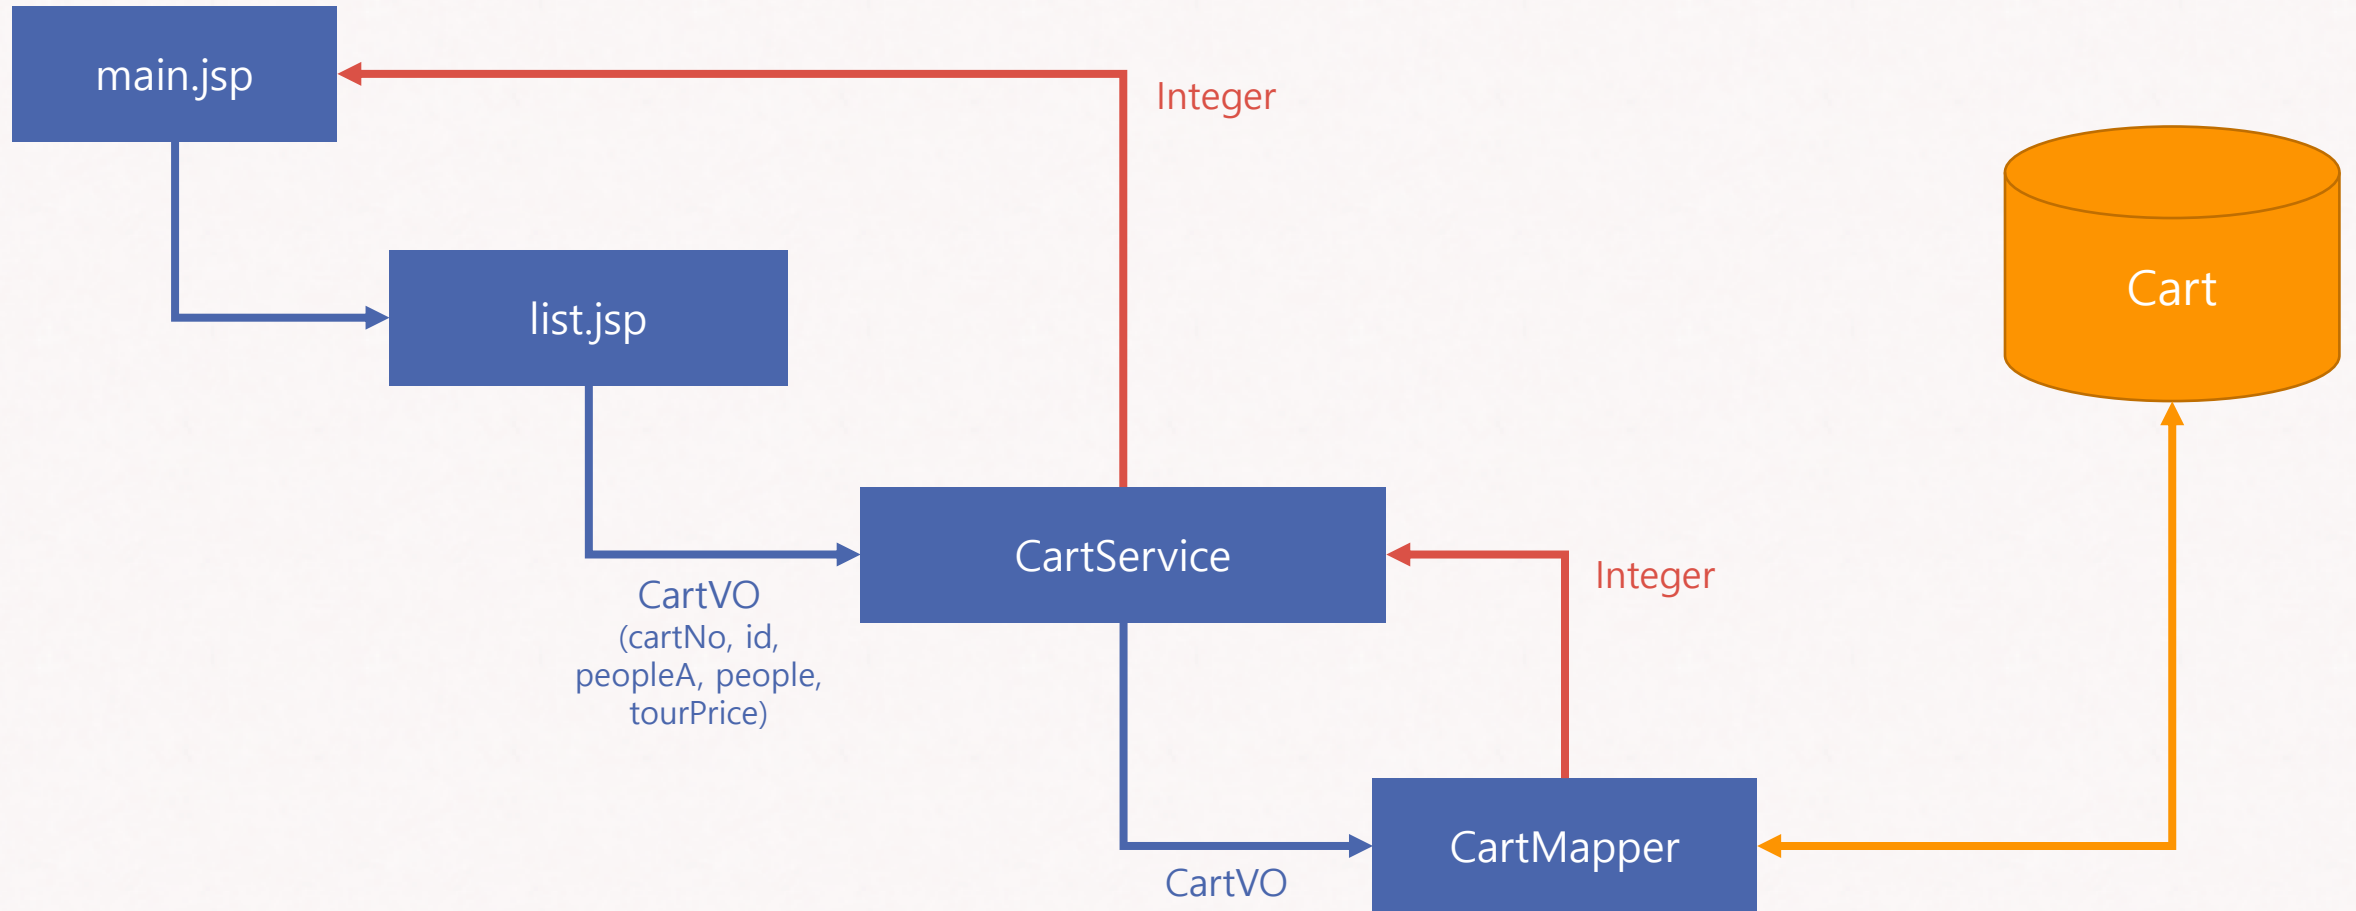 main.jsp
Integer
list.jsp
Cart
CartService
Integer
CartVO
(cartNo, id,
peopleA, people,
tourPrice)
CartMapper
CartVO